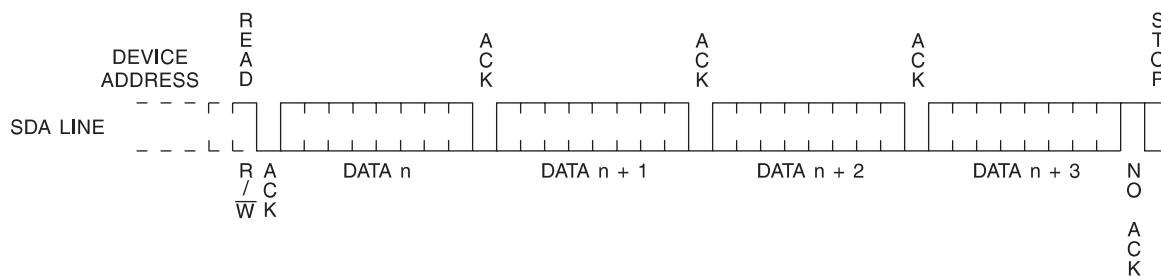 READ
ACK
ACK
ACK
STOP
DEVICE
ADDRESS
SDA LINE
R/W
ACK
DATA n
DATA n + 1
DATA n + 2
DATA n + 3
NO ACK